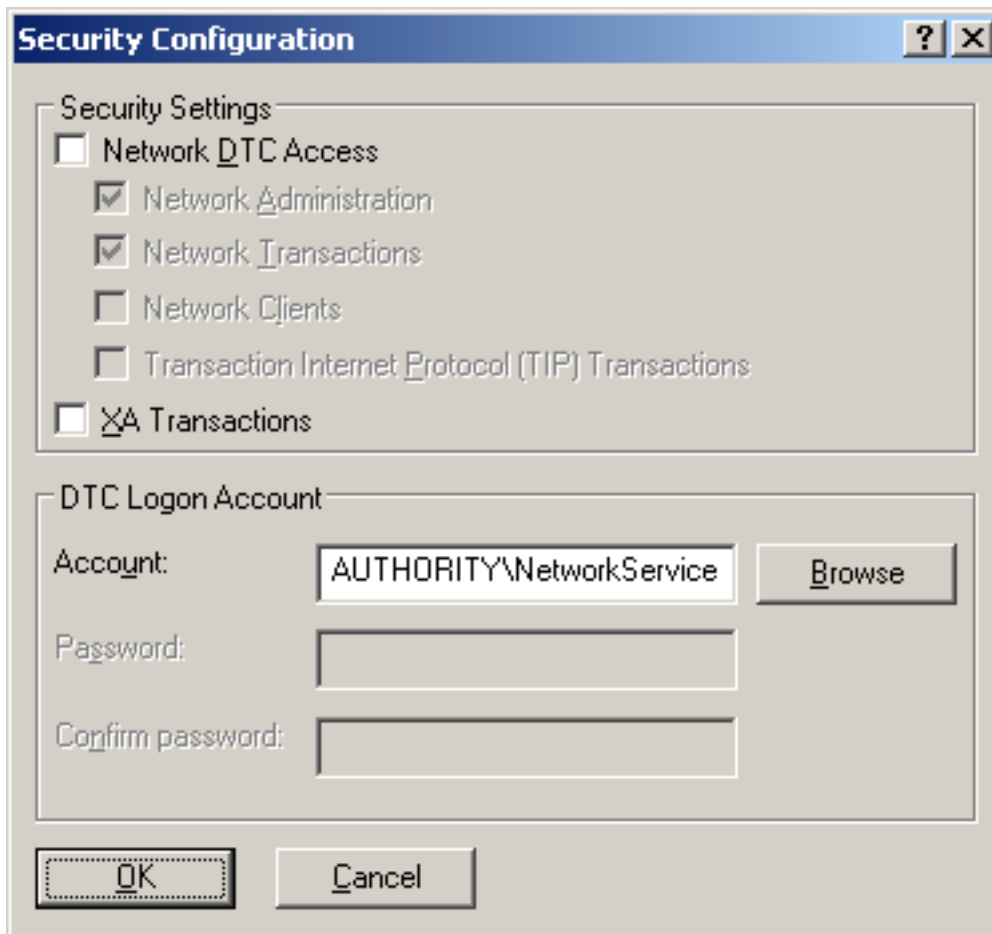 Security Configuration
Security Settings
Network DTC Access
Network Administration
Network Transactions
Network Clients
Transaction Internet Protocol (TIP) Transactions
XA Transactions
DTC Logon Account
Account:
AUTHORITY\NetworkService
Browse
Password:
Confirm password:
OK
Cancel